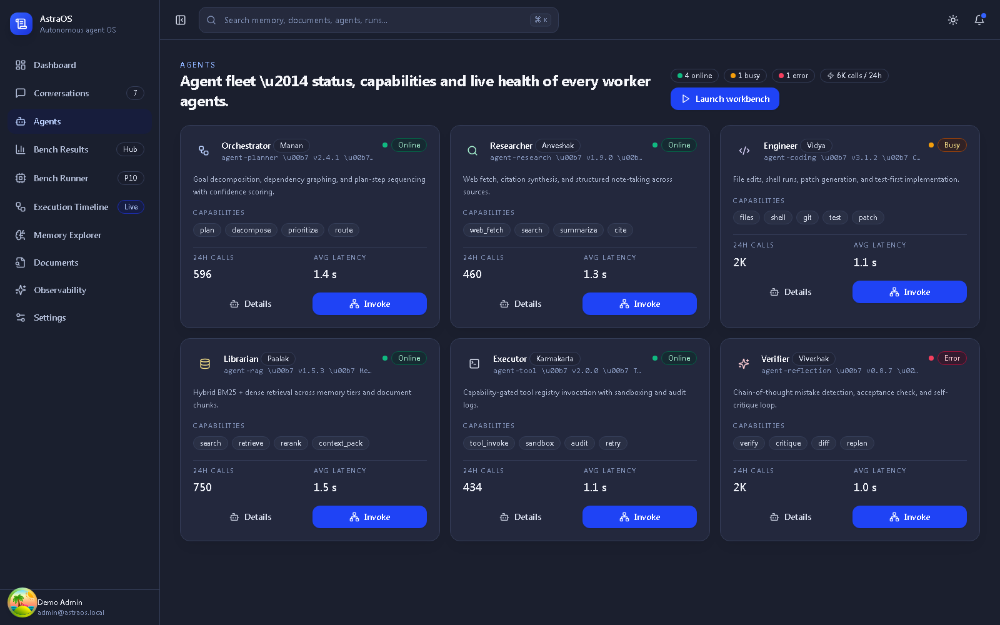 AstraOS
Autonomous agent OS
Dashboard
Conversations 7
Agents
Bench Results Hub
Bench Runner P10
Execution Timeline Live
Memory Explorer
Documents
Observability
Settings
Demo Admin
admin@astraos.local
Search memory, documents, agents, runs... ⌘ K
AGENTS
Agent fleet \u2014 status, capabilities and live health of every worker
agents.
4 online 1 busy 1 error 6K calls / 24h
Launch workbench
Orchestrator Manan Online
agent-planner \u00b7 v2.4.1 \u00b7…
Goal decomposition, dependency graphing, and plan-step sequencing
with confidence scoring.
CAPABILITIES
plan decompose prioritize route
24H CALLS AVG LATENCY
596 1.4 s
Details Invoke
Researcher Anveshak Online
agent-research \u00b7 v1.9.0 \u00b…
Web fetch, citation synthesis, and structured note-taking across
sources.
CAPABILITIES
web_fetch search summarize cite
24H CALLS AVG LATENCY
460 1.3 s
Details Invoke
Engineer Vidya Busy
agent-coding \u00b7 v3.1.2 \u00b7 C…
File edits, shell runs, patch generation, and test-first implementation.
CAPABILITIES
files shell git test patch
24H CALLS AVG LATENCY
2K 1.1 s
Details Invoke
Librarian Paalak Online
agent-rag \u00b7 v1.5.3 \u00b7 Me…
Hybrid BM25 + dense retrieval across memory tiers and document
chunks.
CAPABILITIES
search retrieve rerank context_pack
24H CALLS AVG LATENCY
750 1.5 s
Details Invoke
Executor Karmakarta Online
agent-tool \u00b7 v2.0.0 \u00b7 T…
Capability-gated tool registry invocation with sandboxing and audit
logs.
CAPABILITIES
tool_invoke sandbox audit retry
24H CALLS AVG LATENCY
434 1.1 s
Details Invoke
Verifier Vivechak Error
agent-reflection \u00b7 v0.8.7 \u00…
Chain-of-thought mistake detection, acceptance check, and self-
critique loop.
CAPABILITIES
verify critique diff replan
24H CALLS AVG LATENCY
2K 1.0 s
Details Invoke